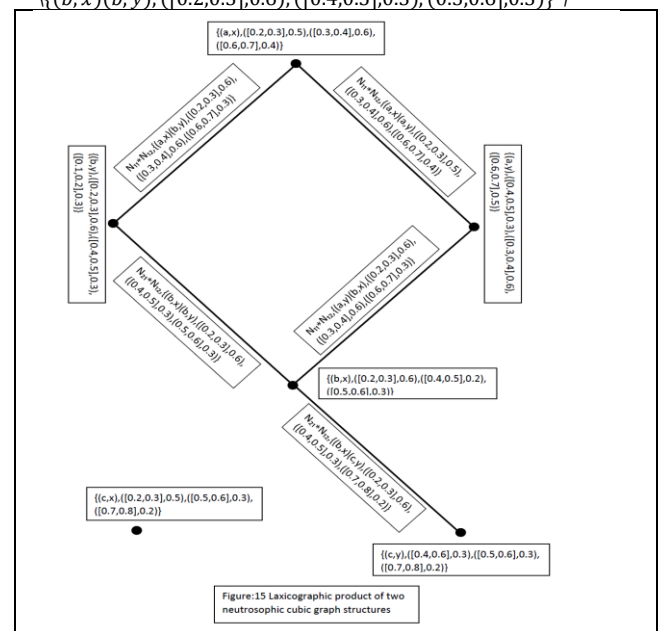 {(a,x),([0.2,0.3],0.5),([0.3,0.4],0.6),
([0.6,0.7],0.4)}
N₁₁*N₁₂,((a,x)(b,y),([0.2,0.3],0.6),
([0.3,0.4],0.6),([0.6,0.7],0.3)}
N₁₁*N₁₂,((a,x)(a,y),([0.2,0.3],0.5),
([0.3,0.4],0.6),([0.6,0.7],0.4)}
{(b,y),([0.2,0.3],0.6),([0.4,0.5],0.3),
([0.1,0.2],0.3)}
{(a,y),([0.4,0.5],0.3),([0.3,0.4],0.6),
([0.6,0.7],0.5)}
N₂₁*N₁₂,((b,x)(b,y),([0.2,0.3],0.6),
([0.4,0.5],0.3),(0.5,0.6],0.3)}
N₁₁*N₁₂,((a,y)(b,x),([0.2,0.3],0.6),
([0.3,0.4],0.6),([0.6,0.7],0.3)}
{(b,x),([0.2,0.3],0.6),([0.4,0.5],0.2),
([0.5,0.6],0.3)}
N₂₁*N₁₂,((b,x)(c,y),([0.2,0.3],0.6),
([0.4,0.5],0.3),([0.7,0.8],0.2)}
{(c,x),([0.2,0.3],0.5),([0.5,0.6],0.3),
([0.7,0.8],0.2)}
{(c,y),([0.4,0.6],0.3),([0.5,0.6],0.3),
([0.7,0.8],0.2)}
Figure:15 Laxicographic product of two
neutrosophic cubic graph structures